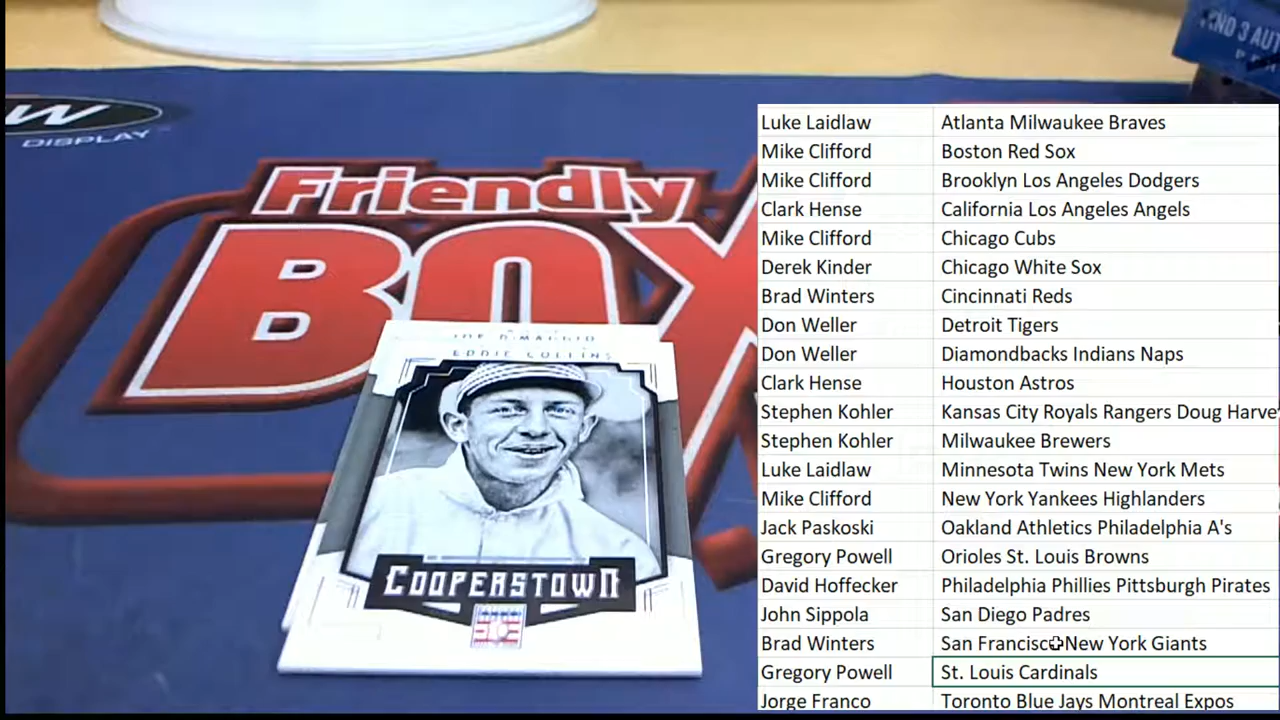 W
DISPLAY
Friendly
BOX
JOE DIMAGGIO
EDDIE COLLINS
COOPERSTOWN
Luke Laidlaw Atlanta Milwaukee Braves
Mike Clifford Boston Red Sox
Mike Clifford Brooklyn Los Angeles Dodgers
Clark Hense California Los Angeles Angels
Mike Clifford Chicago Cubs
Derek Kinder Chicago White Sox
Brad Winters Cincinnati Reds
Don Weller Detroit Tigers
Don Weller Diamondbacks Indians Naps
Clark Hense Houston Astros
Stephen Kohler Kansas City Royals Rangers Doug Harve
Stephen Kohler Milwaukee Brewers
Luke Laidlaw Minnesota Twins New York Mets
Mike Clifford New York Yankees Highlanders
Jack Paskoski Oakland Athletics Philadelphia A's
Gregory Powell Orioles St. Louis Browns
David Hoffecker Philadelphia Phillies Pittsburgh Pirates
John Sippola San Diego Padres
Brad Winters San Francisco New York Giants
Gregory Powell St. Louis Cardinals
Jorge Franco Toronto Blue Jays Montreal Expos